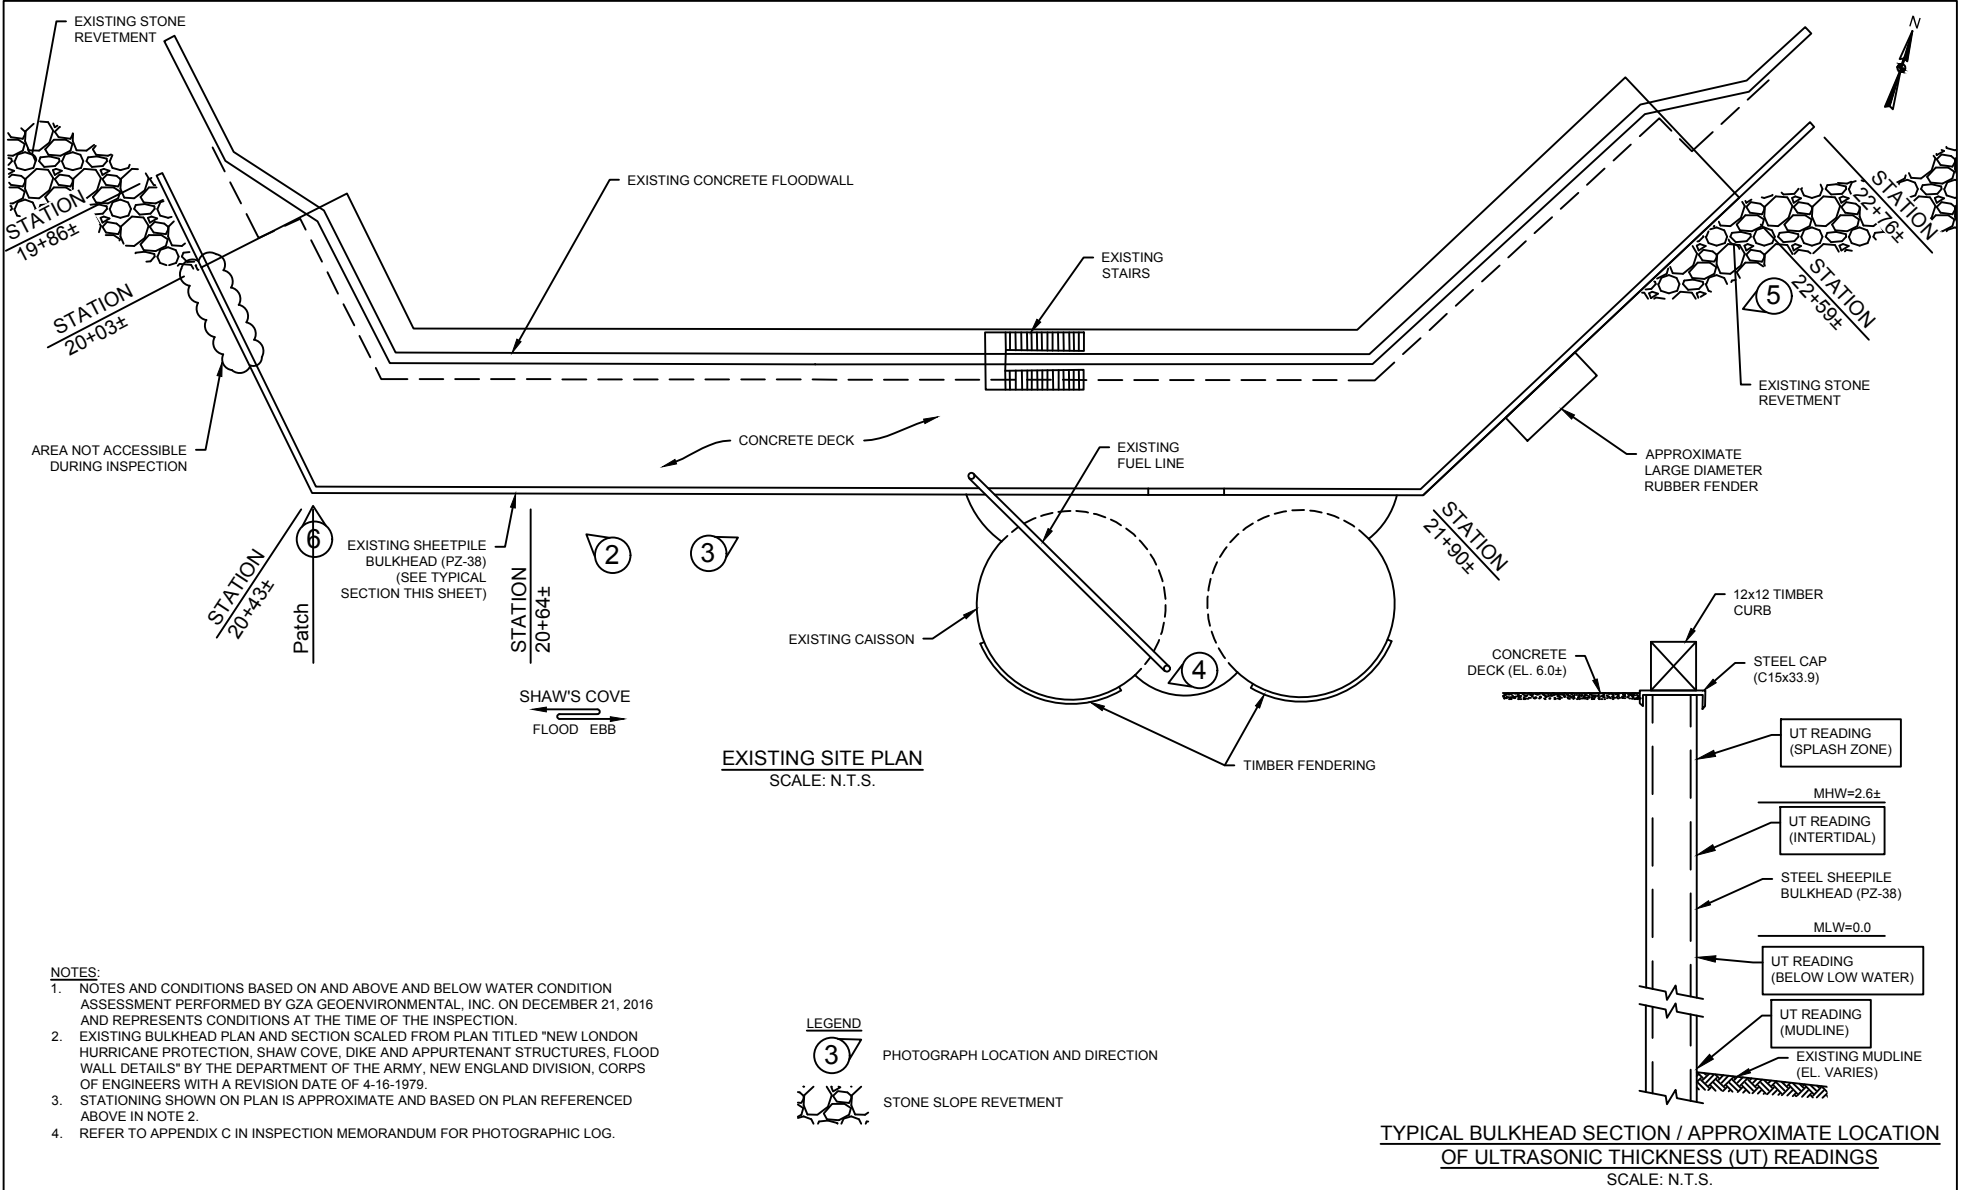 EXISTING STONE
REVETMENT
N
EXISTING CONCRETE FLOODWALL
STATION
19+86±
STATION
20+03±
EXISTING
STAIRS
STATION
22+76±
STATION
22+59±
5
EXISTING STONE
REVETMENT
AREA NOT ACCESSIBLE
DURING INSPECTION
CONCRETE DECK
EXISTING
FUEL LINE
APPROXIMATE
LARGE DIAMETER
RUBBER FENDER
STATION
20+43±
6
Patch
EXISTING SHEETPILE
BULKHEAD (PZ-38)
(SEE TYPICAL
SECTION THIS SHEET)
STATION
20+64±
2
3
STATION
21+90±
EXISTING CAISSON
4
SHAW'S COVE
FLOOD EBB
TIMBER FENDERING
EXISTING SITE PLAN
SCALE: N.T.S.
12x12 TIMBER
CURB
CONCRETE
DECK (EL. 6.0±)
STEEL CAP
(C15x33.9)
UT READING
(SPLASH ZONE)
MHW=2.6±
UT READING
(INTERTIDAL)
STEEL SHEEPILE
BULKHEAD (PZ-38)
MLW=0.0
UT READING
(BELOW LOW WATER)
UT READING
(MUDLINE)
EXISTING MUDLINE
(EL. VARIES)
TYPICAL BULKHEAD SECTION / APPROXIMATE LOCATION
OF ULTRASONIC THICKNESS (UT) READINGS
SCALE: N.T.S.
NOTES:
1. NOTES AND CONDITIONS BASED ON AND ABOVE AND BELOW WATER CONDITION
ASSESSMENT PERFORMED BY GZA GEOENVIRONMENTAL, INC. ON DECEMBER 21, 2016
AND REPRESENTS CONDITIONS AT THE TIME OF THE INSPECTION.
2. EXISTING BULKHEAD PLAN AND SECTION SCALED FROM PLAN TITLED "NEW LONDON
HURRICANE PROTECTION, SHAW COVE, DIKE AND APPURTENANT STRUCTURES, FLOOD
WALL DETAILS" BY THE DEPARTMENT OF THE ARMY, NEW ENGLAND DIVISION, CORPS
OF ENGINEERS WITH A REVISION DATE OF 4-16-1979.
3. STATIONING SHOWN ON PLAN IS APPROXIMATE AND BASED ON PLAN REFERENCED
ABOVE IN NOTE 2.
4. REFER TO APPENDIX C IN INSPECTION MEMORANDUM FOR PHOTOGRAPHIC LOG.
LEGEND
3 PHOTOGRAPH LOCATION AND DIRECTION
STONE SLOPE REVETMENT